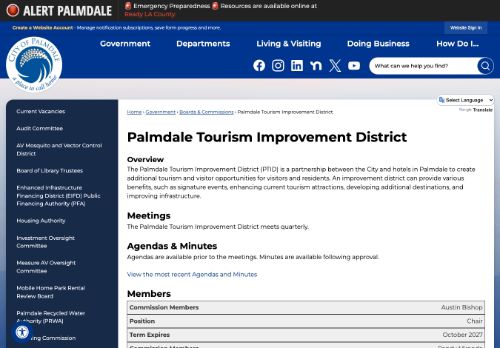 ALERT PALMDALE
🚨 Emergency Preparedness 🚨 Resources are available online at
Ready LA County.
Create a Website Account - Manage notification subscriptions, save form progress and more.
Website Sign In
CITY OF PALMDALE
a place to call home
Government
Departments
Living & Visiting
Doing Business
How Do I...
What can we help you find?
Select Language
Google Translate
Current Vacancies
Audit Committee
AV Mosquito and Vector Control
District
Board of Library Trustees
Enhanced Infrastructure
Financing District (EIFD) Public
Financing Authority (PFA)
Housing Authority
Investment Oversight
Committee
Measure AV Oversight
Committee
Mobile Home Park Rental
Review Board
Palmdale Recycled Water
Authority (PRWA)
Commission
Home › Government › Boards & Commissions › Palmdale Tourism Improvement District
Palmdale Tourism Improvement District
Overview
The Palmdale Tourism Improvement District (PTID) is a partnership between the City and hotels in Palmdale to create
additional tourism and visitor opportunities for visitors and residents. An improvement district can provide various
benefits, such as signature events, enhancing current tourism attractions, developing additional destinations, and
improving infrastructure.
Meetings
The Palmdale Tourism Improvement District meets quarterly.
Agendas & Minutes
Agendas are available prior to the meetings. Minutes are available following approval.
View the most recent Agendas and Minutes
Members
Commission Members Austin Bishop
Position Chair
Term Expires October 2027
Commission Members